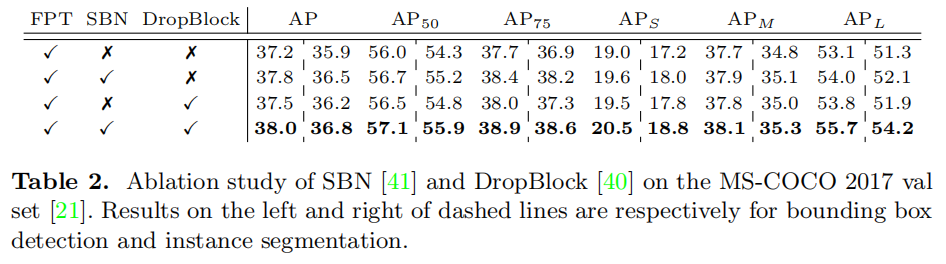 FPT SBN DropBlock AP AP50 AP75 APS APM APL
✓ ✗ ✗ 37.2 35.9 56.0 54.3 37.7 36.9 19.0 17.2 37.7 34.8 53.1 51.3
✓ ✓ ✗ 37.8 36.5 56.7 55.2 38.4 38.2 19.6 18.0 37.9 35.1 54.0 52.1
✓ ✗ ✓ 37.5 36.2 56.5 54.8 38.0 37.3 19.5 17.8 37.8 35.0 53.8 51.9
✓ ✓ ✓ 38.0 36.8 57.1 55.9 38.9 38.6 20.5 18.8 38.1 35.3 55.7 54.2
Table 2. Ablation study of SBN [41] and DropBlock [40] on the MS-COCO 2017 val
set [21]. Results on the left and right of dashed lines are respectively for bounding box
detection and instance segmentation.